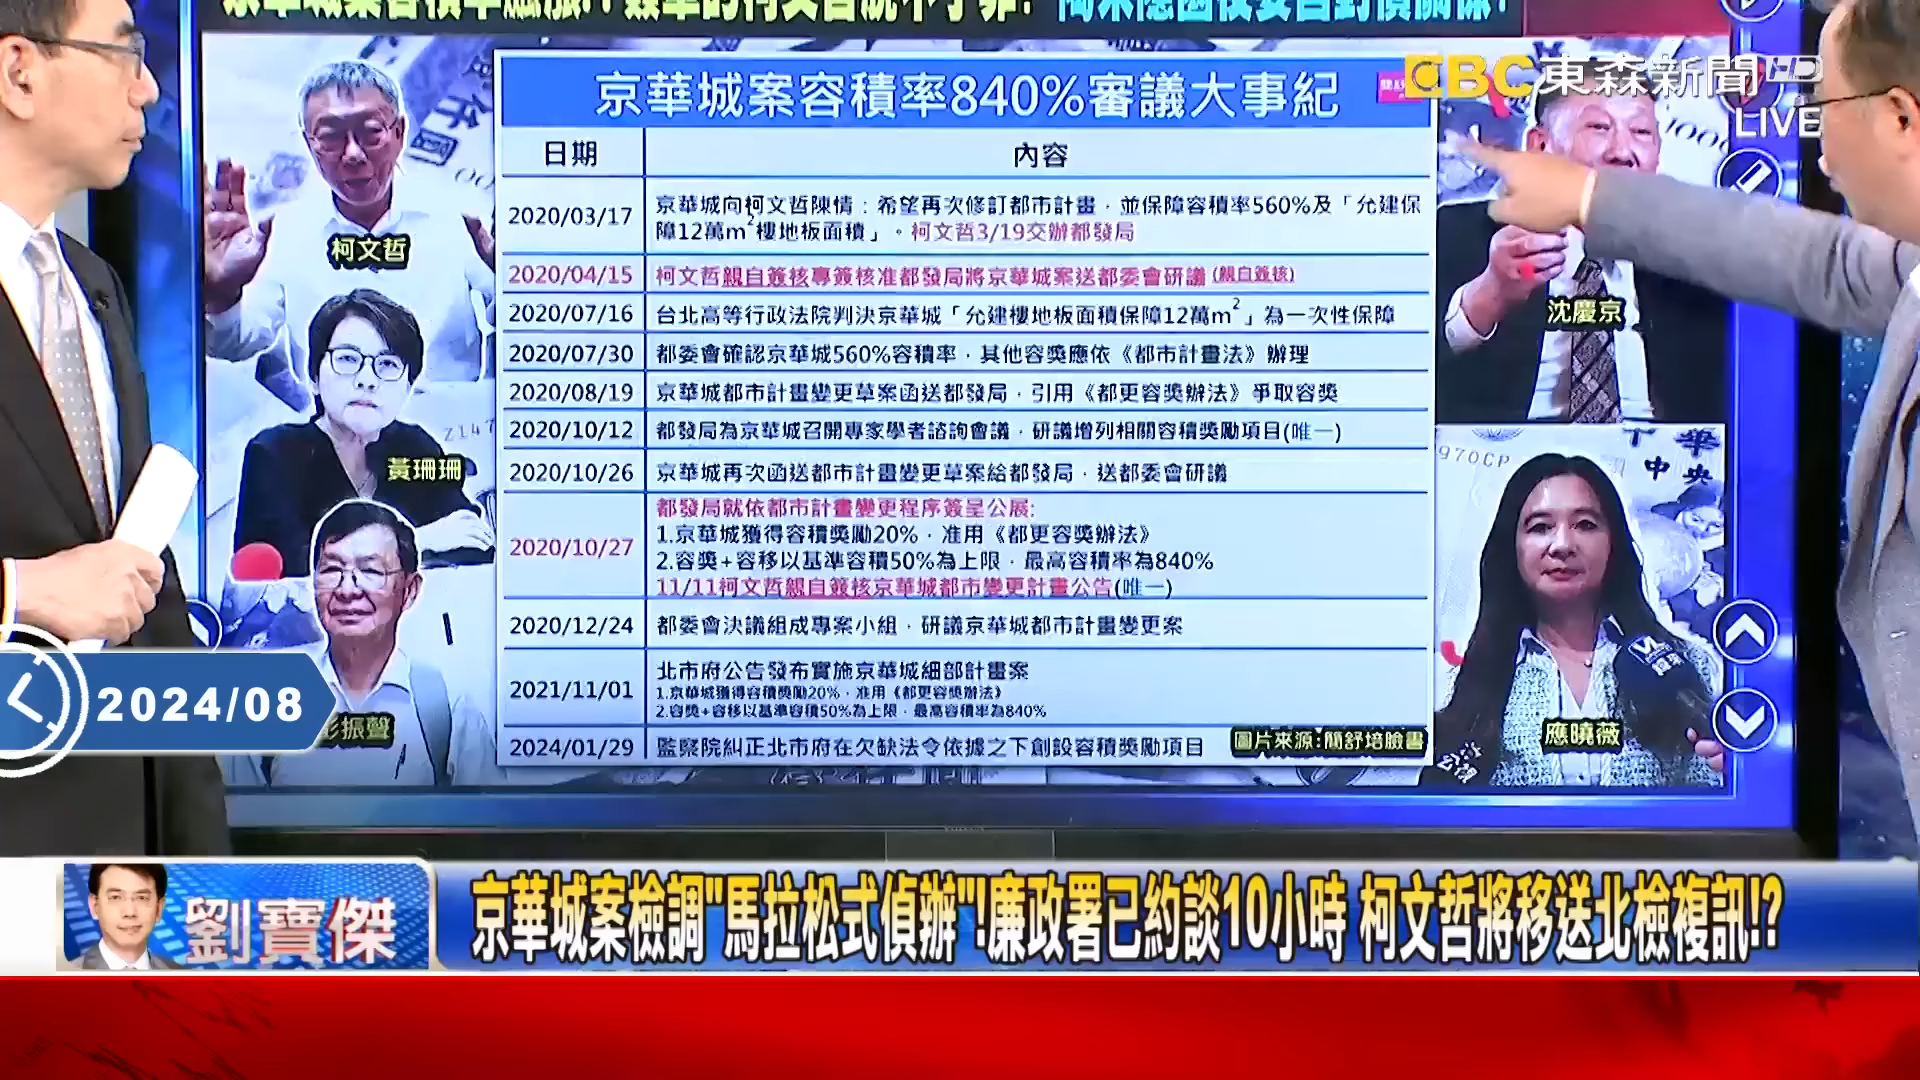 京華城案容積率840%審議大事紀
EBC 東森新聞 HD
LIVE
日期 內容
2020/03/17 京華城向柯文哲陳情：希望再次修訂都市計畫，並保障容積率560%及「允建保
障12萬m²樓地板面積」。柯文哲3/19交辦都發局
2020/04/15 柯文哲親自簽核專簽核准都發局將京華城案送都委會研議(親自簽核)
2020/07/16 台北高等行政法院判決京華城「允建樓地板面積保障12萬m²」為一次性保障
2020/07/30 都委會確認京華城560%容積率，其他容獎應依《都市計畫法》辦理
2020/08/19 京華城都市計畫變更草案函送都發局，引用《都更容獎辦法》爭取容獎
2020/10/12 都發局為京華城召開專家學者諮詢會議，研議增列相關容積獎勵項目(唯一)
2020/10/26 京華城再次函送都市計畫變更草案給都發局，送都委會研議
2020/10/27 都發局就依都市計畫變更程序簽呈公展:
1.京華城獲得容積獎勵20%，准用《都更容獎辦法》
2.容獎+容移以基準容積50%為上限，最高容積率為840%
11/11柯文哲親自簽核京華城都市變更計畫公告(唯一)
2020/12/24 都委會決議組成專案小組，研議京華城都市計畫變更案
2021/11/01 北市府公告發布實施京華城細部計畫案
1.京華城獲得容積獎勵20%，准用《都更容獎辦法》
2.容獎+容移以基準容積50%為上限，最高容積率為840%
2024/01/29 監察院糾正北市府在欠缺法令依據之下創設容積獎勵項目
圖片來源:簡舒培臉書
柯文哲
黃珊珊
彭振聲
沈慶京
應曉薇
2024/08
劉寶傑
京華城案檢調"馬拉松式偵辦"!廉政署已約談10小時 柯文哲將移送北檢複訊!?